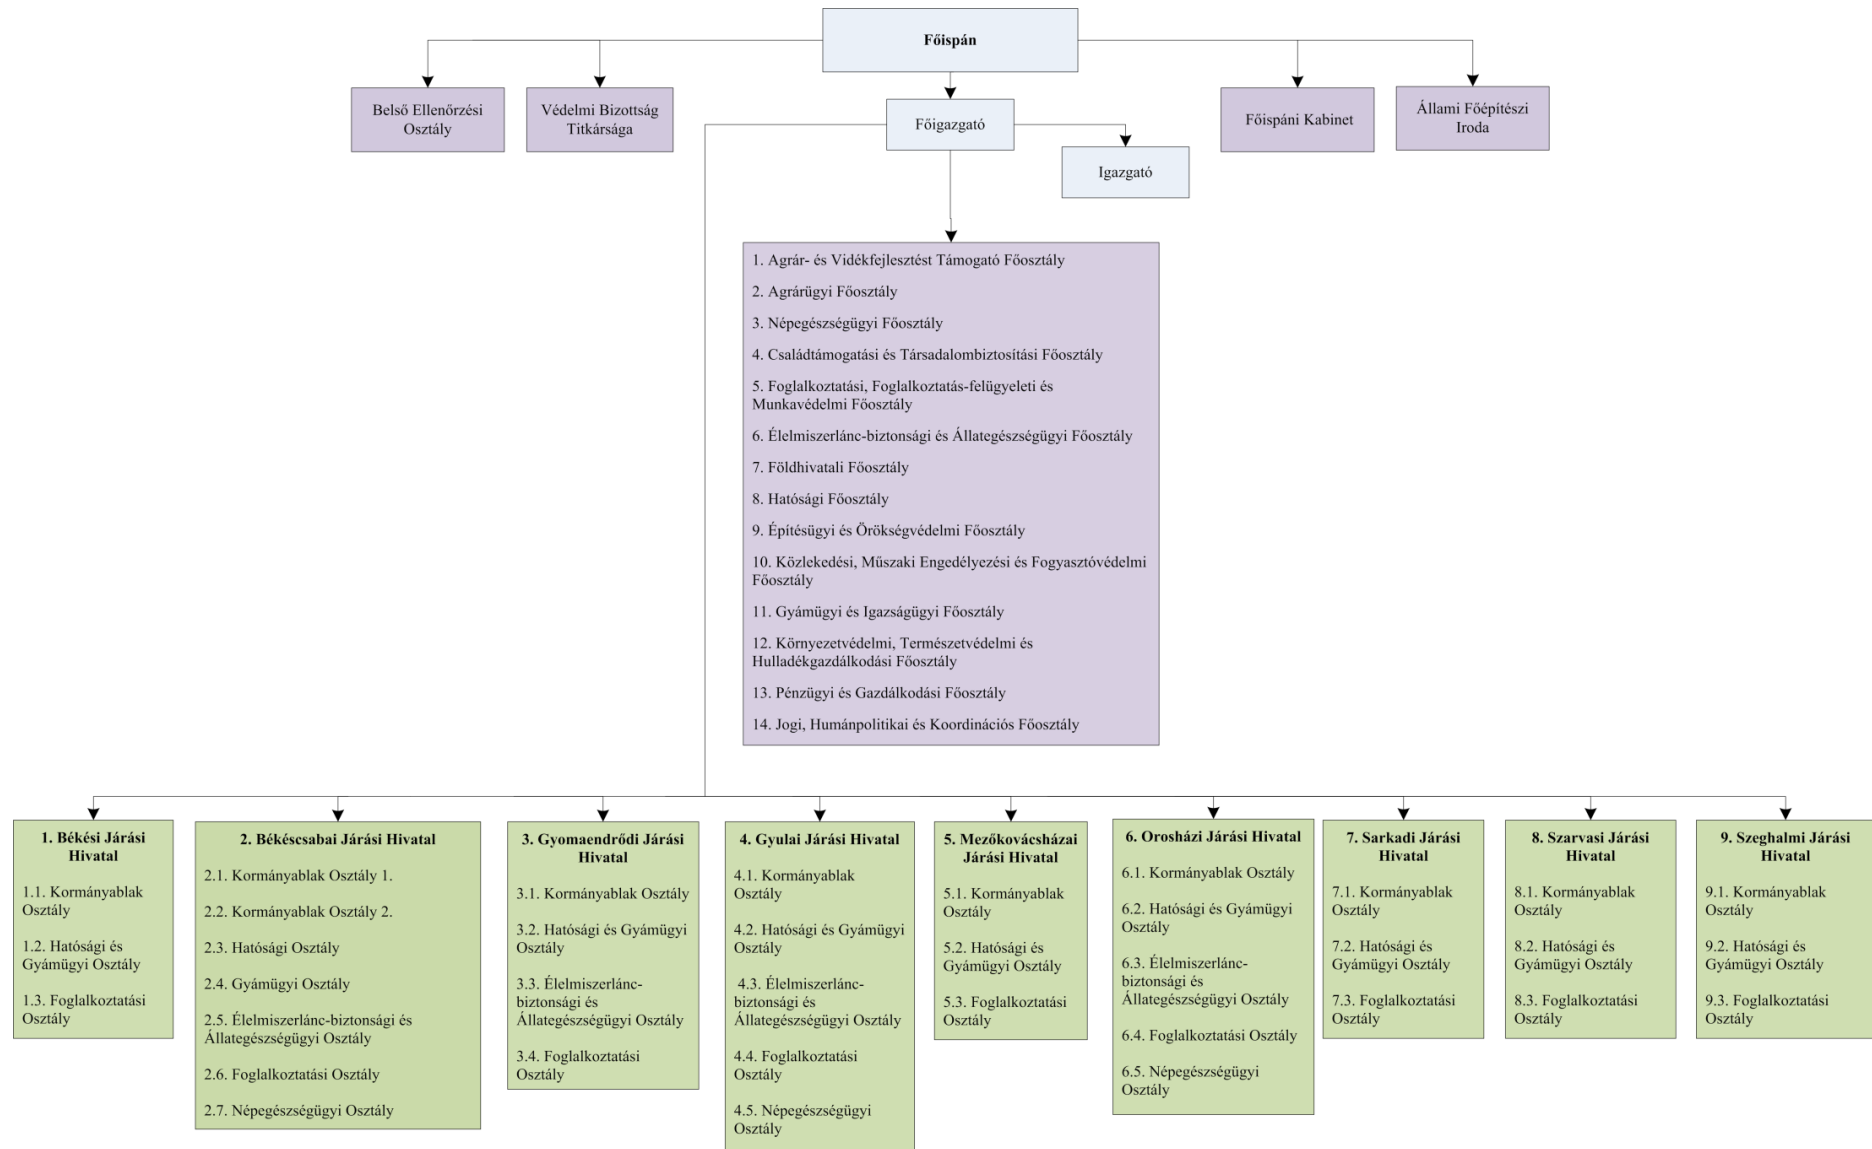 Főispán
Belső Ellenőrzési
Osztály
Védelmi Bizottság
Titkársága
Főigazgató
Igazgató
Főispáni Kabinet
Állami Főépítészi
Iroda
1. Agrár- és Vidékfejlesztést Támogató Főosztály
2. Agrárügyi Főosztály
3. Népegészségügyi Főosztály
4. Családtámogatási és Társadalombiztosítási Főosztály
5. Foglalkoztatási, Foglalkoztatás-felügyeleti és
Munkavédelmi Főosztály
6. Élelmiszerlánc-biztonsági és Állategészségügyi Főosztály
7. Földhivatali Főosztály
8. Hatósági Főosztály
9. Építésügyi és Örökségvédelmi Főosztály
10. Közlekedési, Műszaki Engedélyezési és Fogyasztóvédelmi
Főosztály
11. Gyámügyi és Igazságügyi Főosztály
12. Környezetvédelmi, Természetvédelmi és
Hulladékgazdálkodási Főosztály
13. Pénzügyi és Gazdálkodási Főosztály
14. Jogi, Humánpolitikai és Koordinációs Főosztály
1. Békési Járási
Hivatal
1.1. Kormányablak
Osztály
1.2. Hatósági és
Gyámügyi Osztály
1.3. Foglalkoztatási
Osztály
2. Békéscsabai Járási Hivatal
2.1. Kormányablak Osztály 1.
2.2. Kormányablak Osztály 2.
2.3. Hatósági Osztály
2.4. Gyámügyi Osztály
2.5. Élelmiszerlánc-biztonsági és
Állategészségügyi Osztály
2.6. Foglalkoztatási Osztály
2.7. Népegészségügyi Osztály
3. Gyomaendrődi Járási
Hivatal
3.1. Kormányablak Osztály
3.2. Hatósági és Gyámügyi
Osztály
3.3. Élelmiszerlánc-
biztonsági és
Állategészségügyi Osztály
3.4. Foglalkoztatási
Osztály
4. Gyulai Járási
Hivatal
4.1. Kormányablak
Osztály
4.2. Hatósági és Gyámügyi
Osztály
4.3. Élelmiszerlánc-
biztonsági és
Állategészségügyi Osztály
4.4. Foglalkoztatási
Osztály
4.5. Népegészségügyi
Osztály
5. Mezőkovácsházai
Járási Hivatal
5.1. Kormányablak
Osztály
5.2. Hatósági és
Gyámügyi Osztály
5.3. Foglalkoztatási
Osztály
6. Orosházi Járási Hivatal
6.1. Kormányablak Osztály
6.2. Hatósági és Gyámügyi
Osztály
6.3. Élelmiszerlánc-
biztonsági és
Állategészségügyi Osztály
6.4. Foglalkoztatási Osztály
6.5. Népegészségügyi
Osztály
7. Sarkadi Járási
Hivatal
7.1. Kormányablak
Osztály
7.2. Hatósági és
Gyámügyi Osztály
7.3. Foglalkoztatási
Osztály
8. Szarvasi Járási
Hivatal
8.1. Kormányablak
Osztály
8.2. Hatósági és
Gyámügyi Osztály
8.3. Foglalkoztatási
Osztály
9. Szeghalmi Járási
Hivatal
9.1. Kormányablak
Osztály
9.2. Hatósági és
Gyámügyi Osztály
9.3. Foglalkoztatási
Osztály